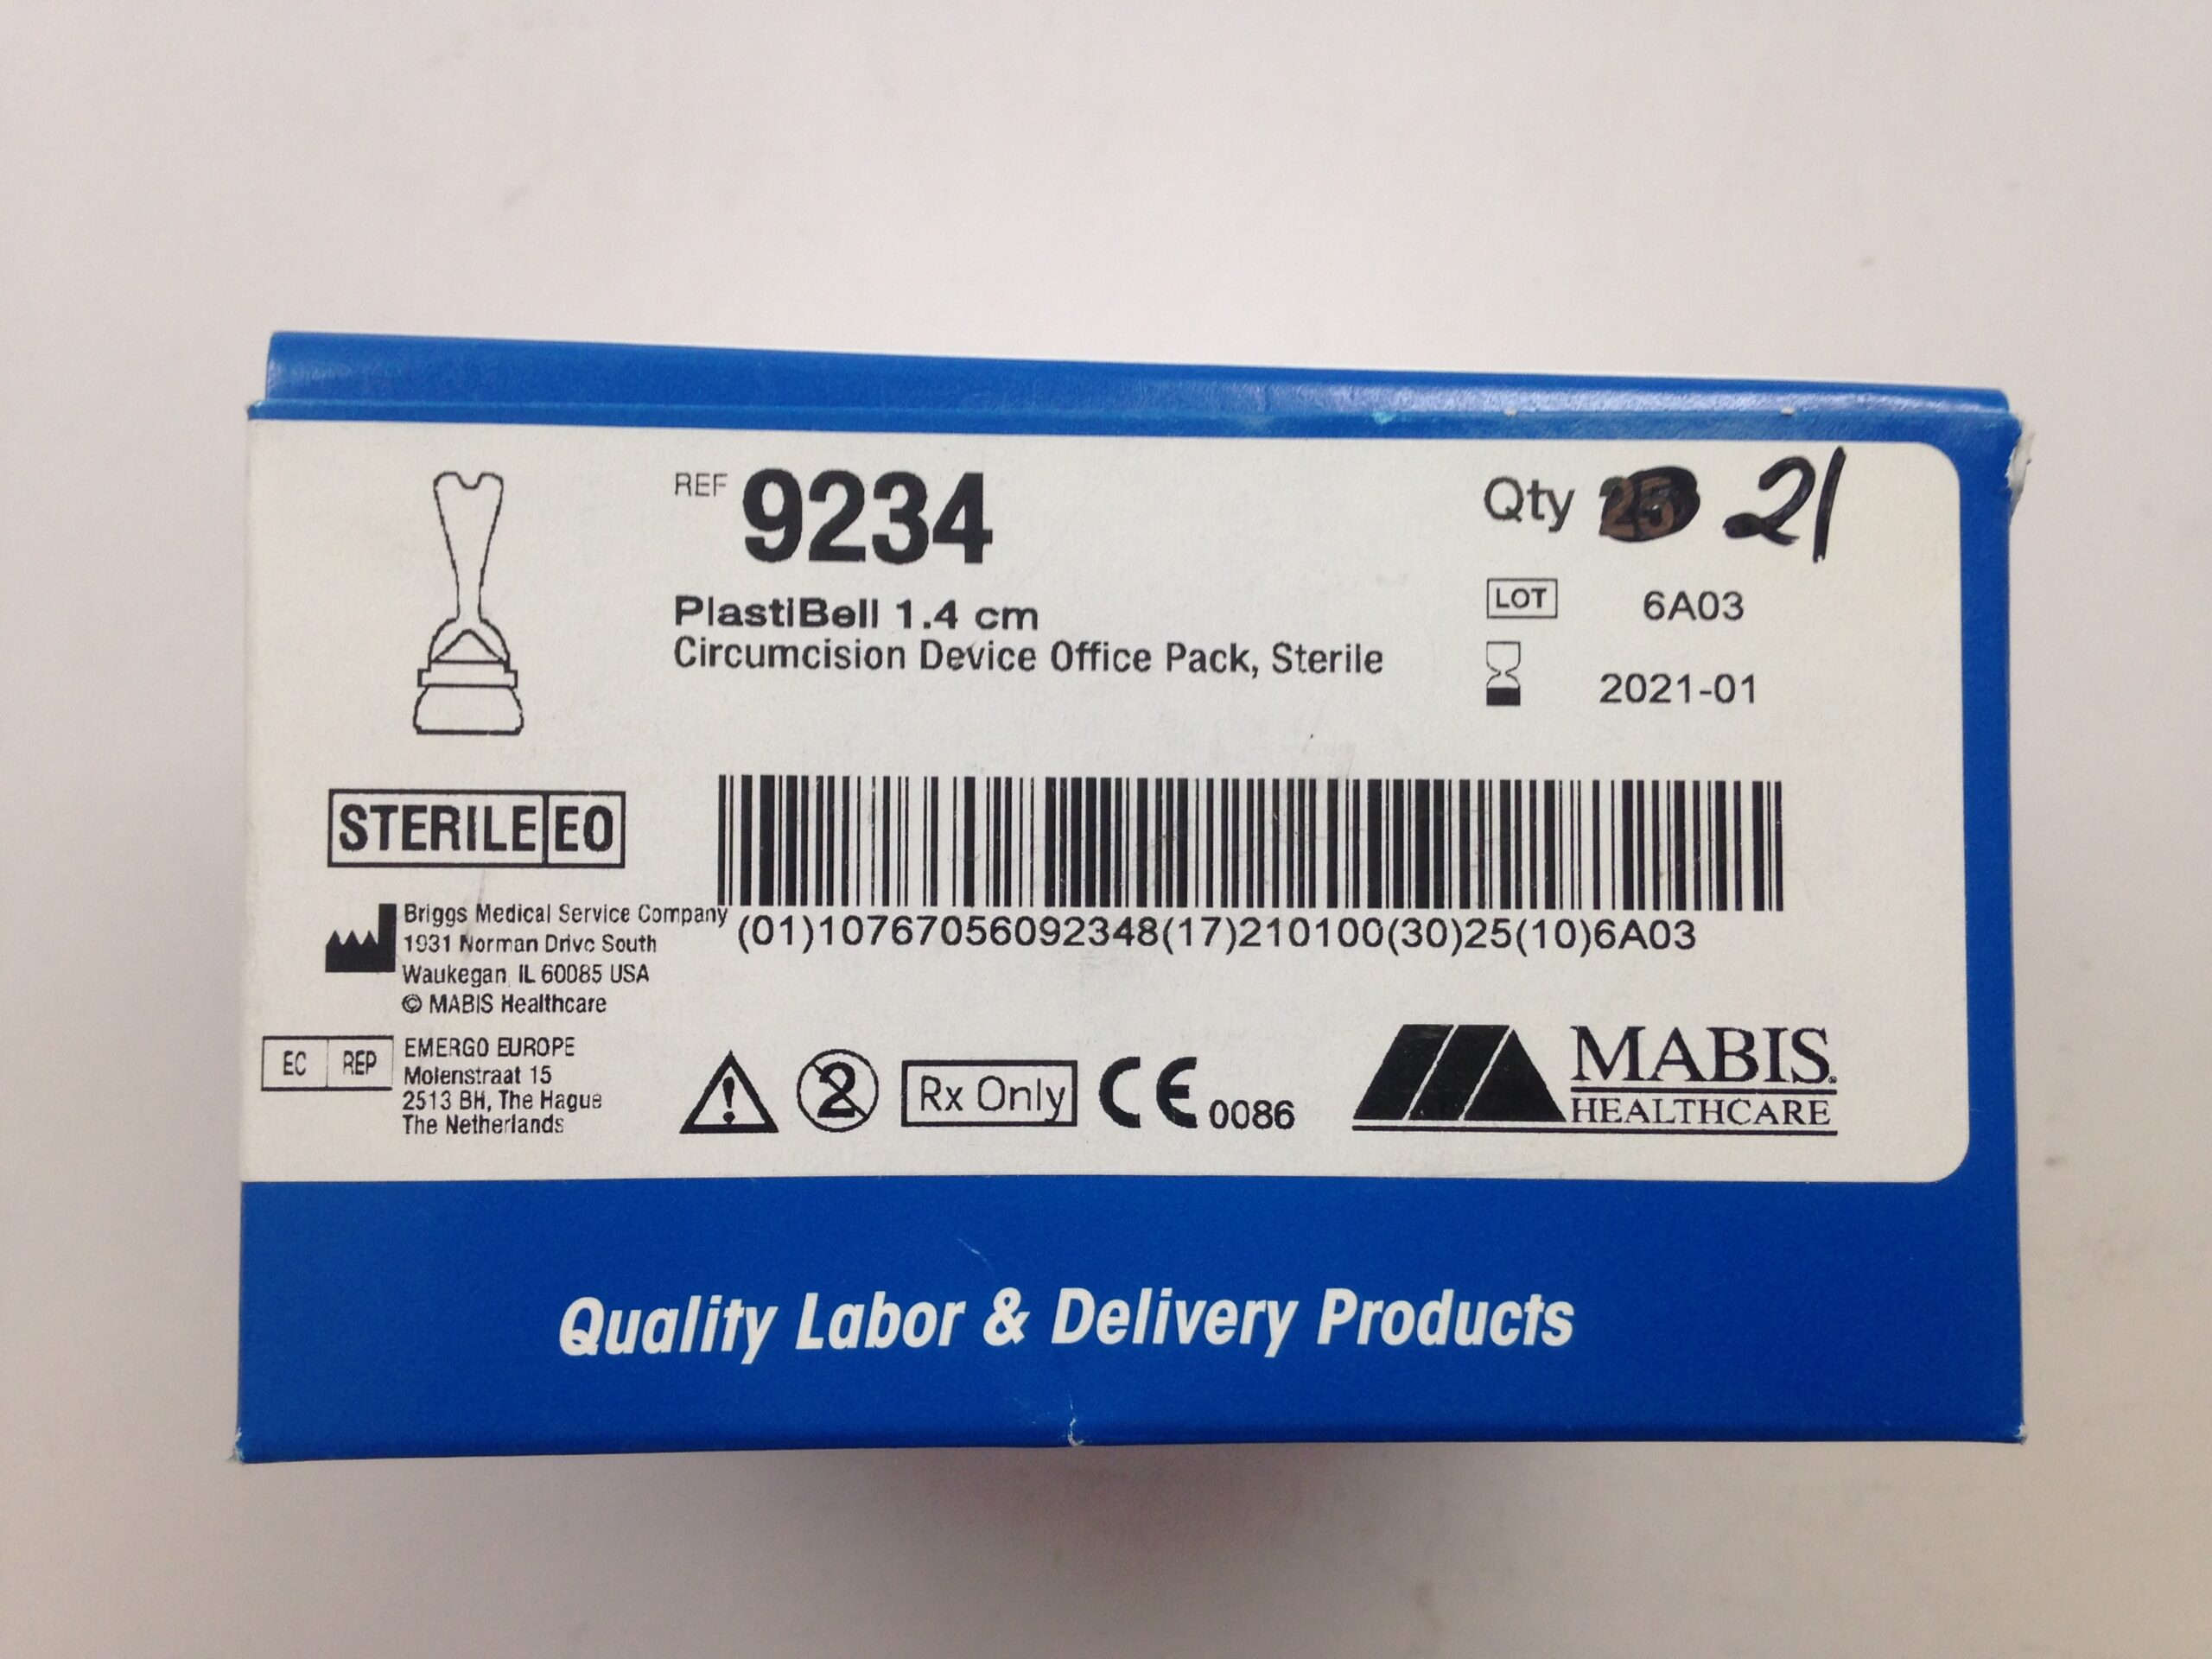 REF 9234
Qty 25 21
PlastiBell 1.4 cm
Circumcision Device Office Pack, Sterile
LOT 6A03
2021-01
STERILE EO
(01)10767056092348(17)210100(30)25(10)6A03
Briggs Medical Service Company
1931 Norman Drive South
Waukegan, IL 60085 USA
© MABIS Healthcare
EC REP
EMERGO EUROPE
Molenstraat 15
2513 BH, The Hague
The Netherlands
2
Rx Only
CE 0086
MABIS
HEALTHCARE
Quality Labor & Delivery Products